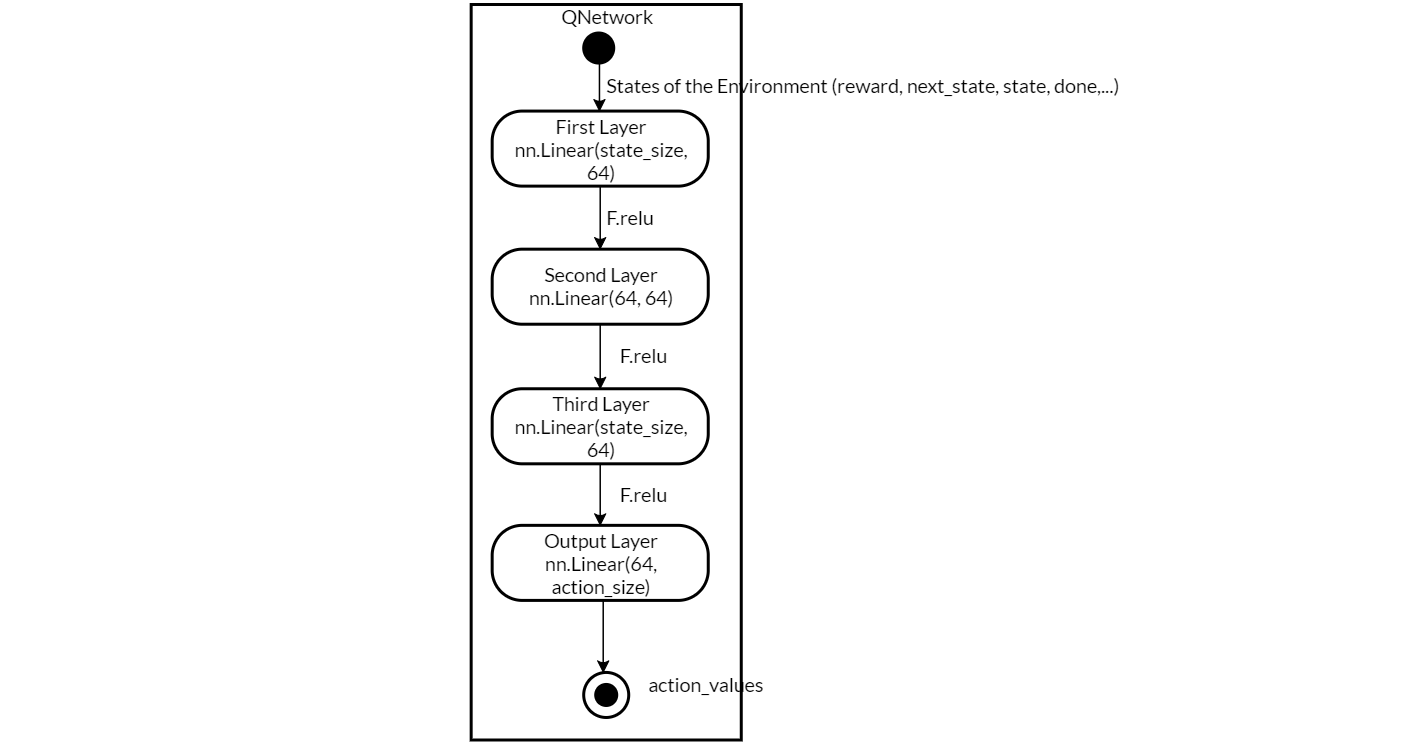 QNetwork
States of the Environment (reward, next_state, state, done,...)
First Layer
nn.Linear(state_size,
64)
F.relu
Second Layer
nn.Linear(64, 64)
F.relu
Third Layer
nn.Linear(state_size,
64)
F.relu
Output Layer
nn.Linear(64,
action_size)
action_values